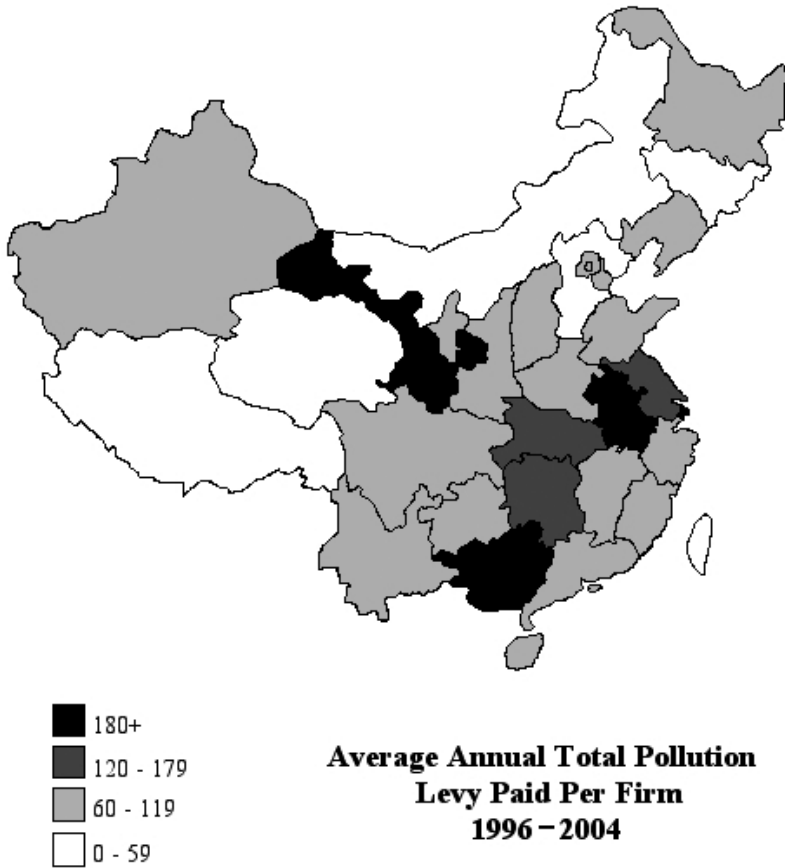 180+
120 - 179
60 - 119
0 - 59
Average Annual Total Pollution
Levy Paid Per Firm
1996-2004